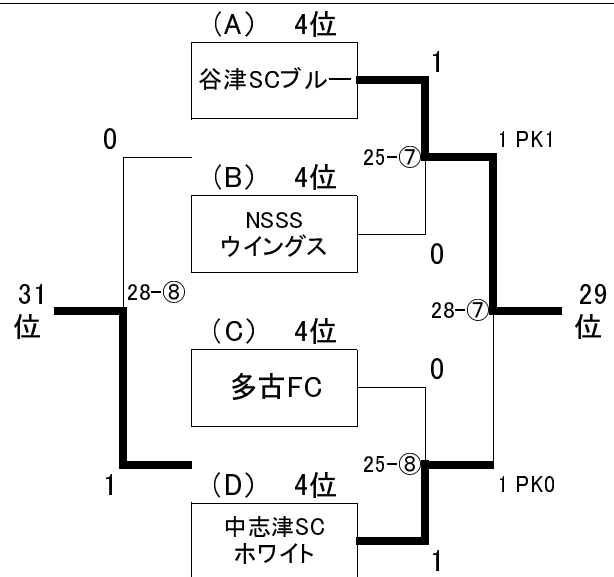 （A） 4位
谷津SCブルー
1
0
1 PK1
25-⑦
（B） 4位
NSSS
ウイングス
0
31
位
28-⑧
28-⑦
29
位
（C） 4位
多古FC
0
25-⑧
1
（D） 4位
1 PK0
中志津SC
ホワイト
1